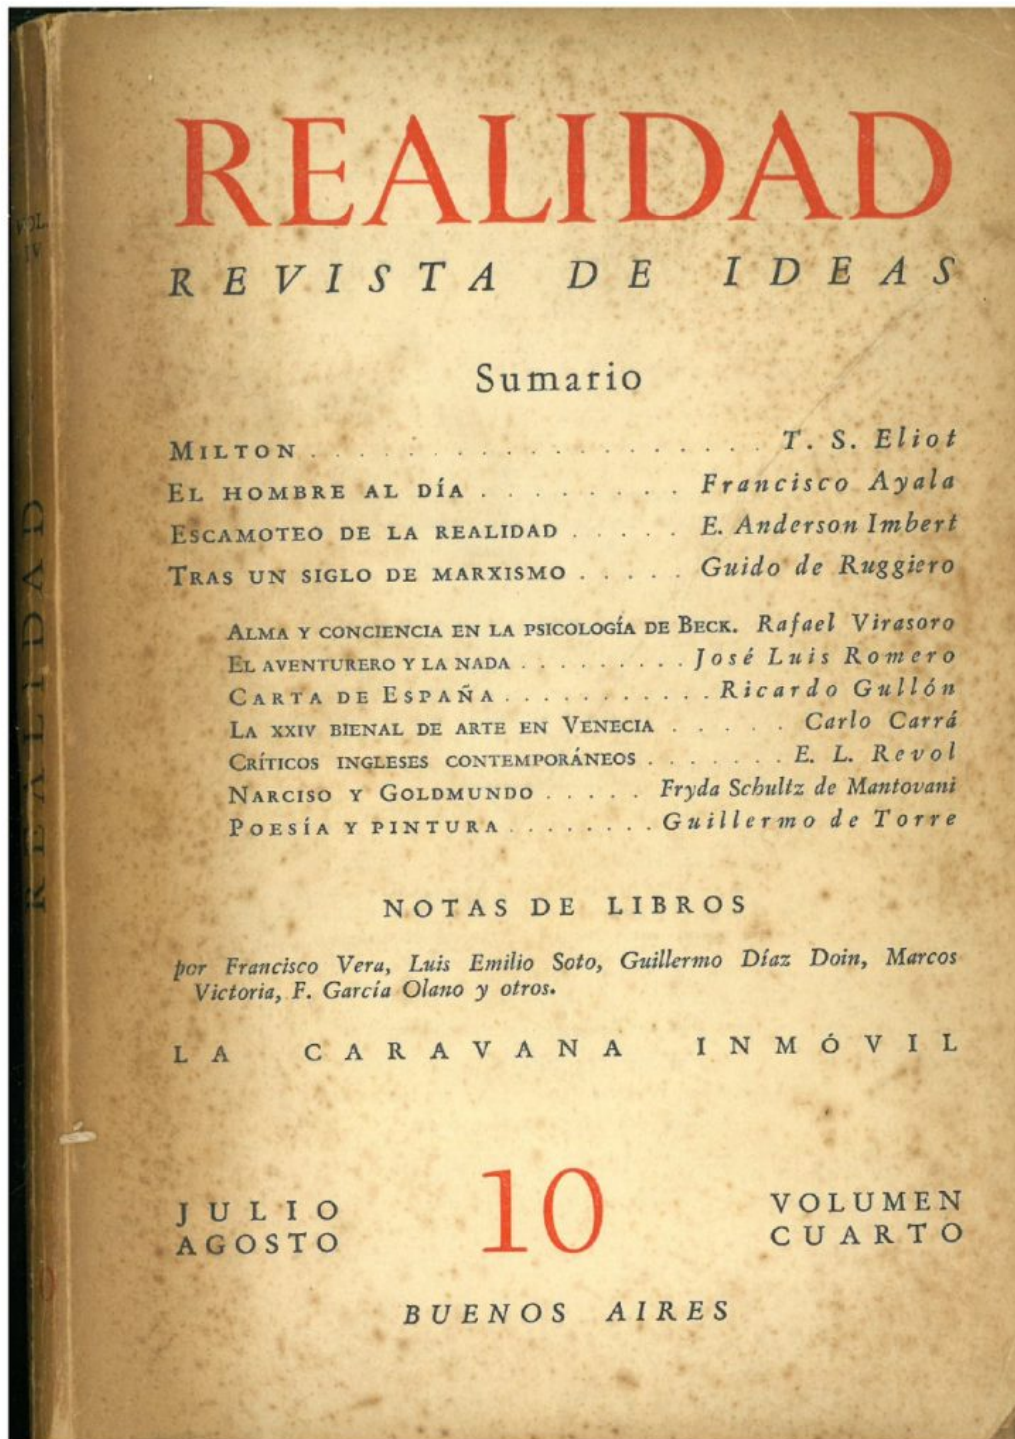 REALIDAD
REVISTA DE IDEAS
Sumario
MILTON . . . . . . . . . . . . . . . . . . T. S. Eliot
EL HOMBRE AL DÍA . . . . . . . . Francisco Ayala
ESCAMOTEO DE LA REALIDAD . . . . . E. Anderson Imbert
TRAS UN SIGLO DE MARXISMO . . . . . Guido de Ruggiero
ALMA Y CONCIENCIA EN LA PSICOLOGÍA DE BECK. Rafael Virasoro
EL AVENTURERO Y LA NADA . . . . . . . . . José Luis Romero
CARTA DE ESPAÑA . . . . . . . . . . . Ricardo Gullón
LA XXIV BIENAL DE ARTE EN VENECIA . . . . . Carlo Carrá
CRÍTICOS INGLESES CONTEMPORÁNEOS . . . . . . . E. L. Revol
NARCISO Y GOLDMUNDO . . . . . Fryda Schultz de Mantovani
POESÍA Y PINTURA . . . . . . . . Guillermo de Torre
NOTAS DE LIBROS
por Francisco Vera, Luis Emilio Soto, Guillermo Díaz Doin, Marcos
Victoria, F. García Olano y otros.
LA CARAVANA INMÓVIL
JULIO
AGOSTO
10
VOLUMEN
CUARTO
BUENOS AIRES
VOL.
IV
REALIDAD